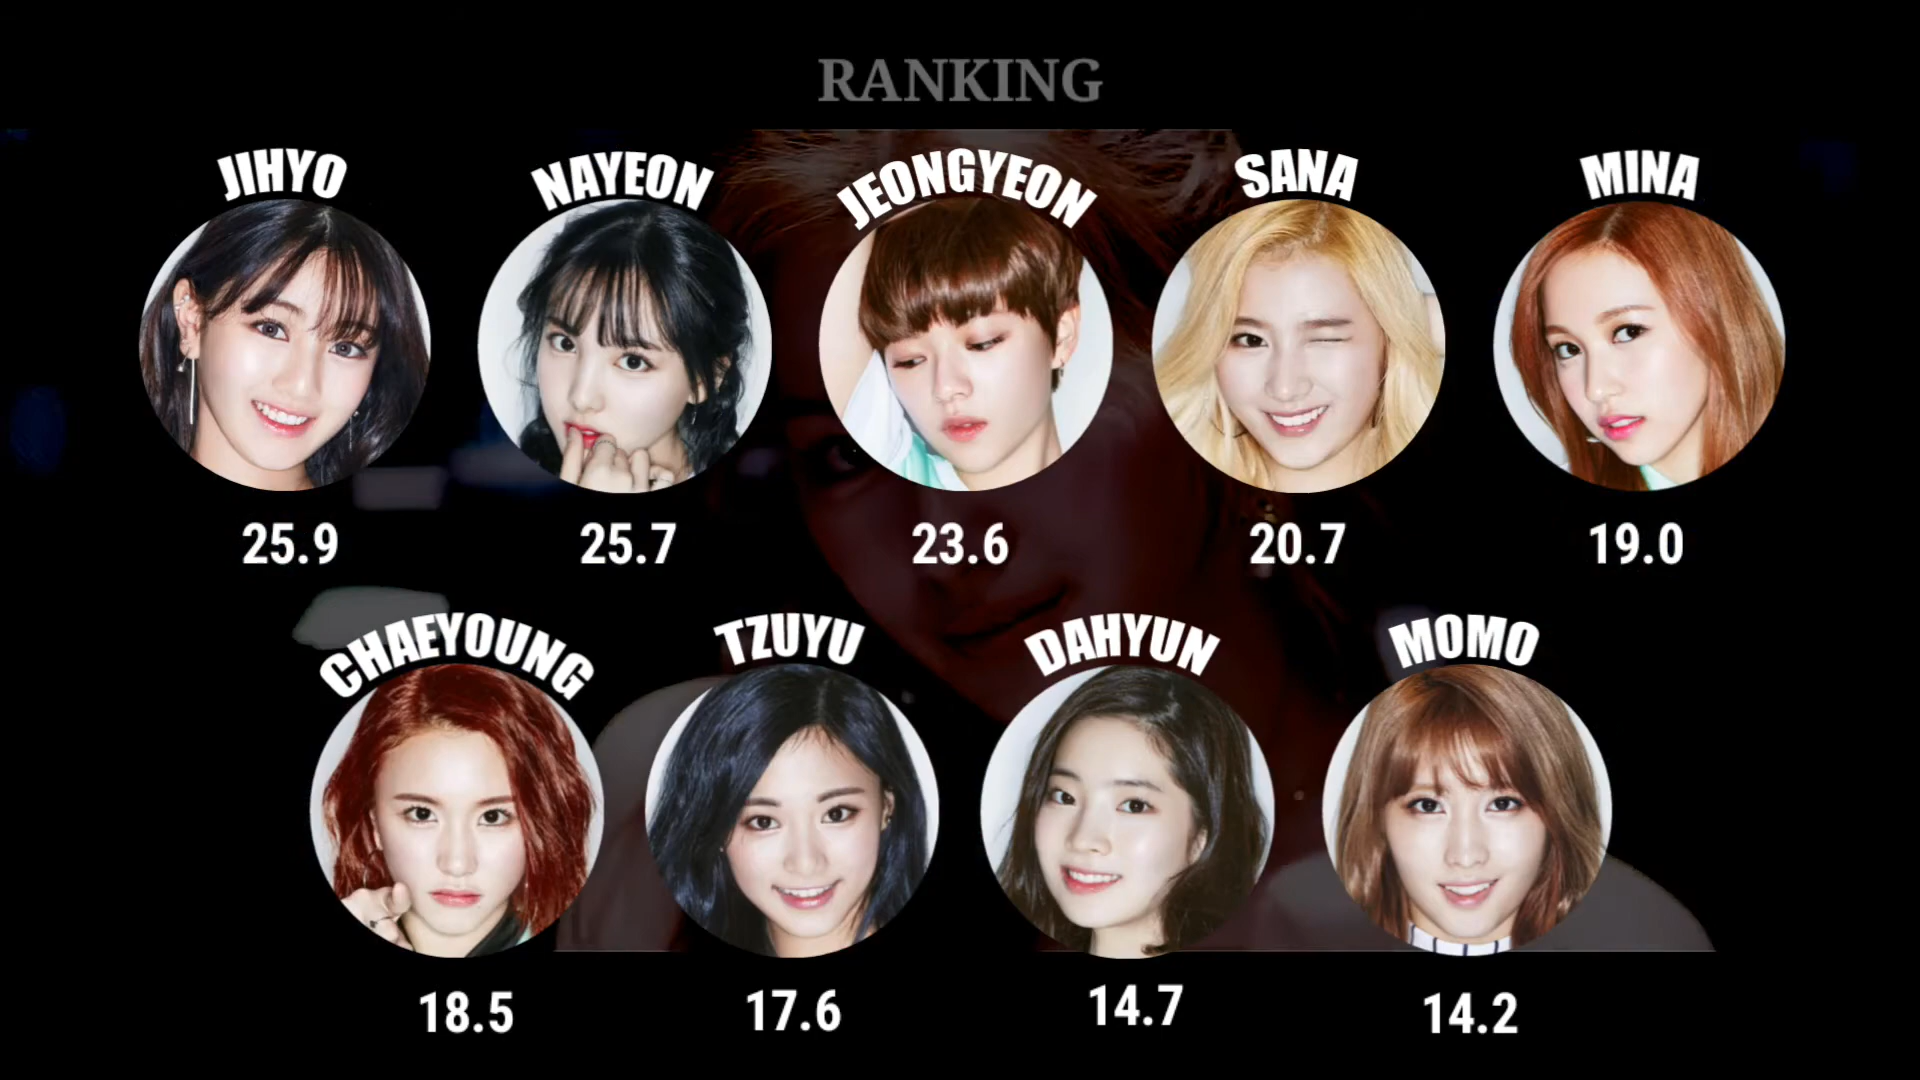 RANKING
JIHYO NAYEON JEONGYEON SANA MINA
25.9 25.7 23.6 20.7 19.0
CHAEYOUNG TZUYU DAHYUN MOMO
18.5 17.6 14.7 14.2